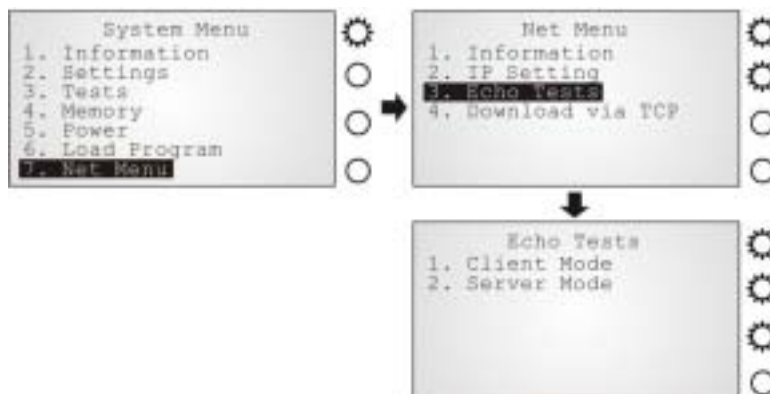 System Menu
1. Information
2. Settings
3. Tests
4. Memory
5. Power
6. Load Program
7. Net Menu
Net Menu
1. Information
2. IP Setting
3. Echo Tests
4. Download via TCP
Echo Tests
1. Client Mode
2. Server Mode